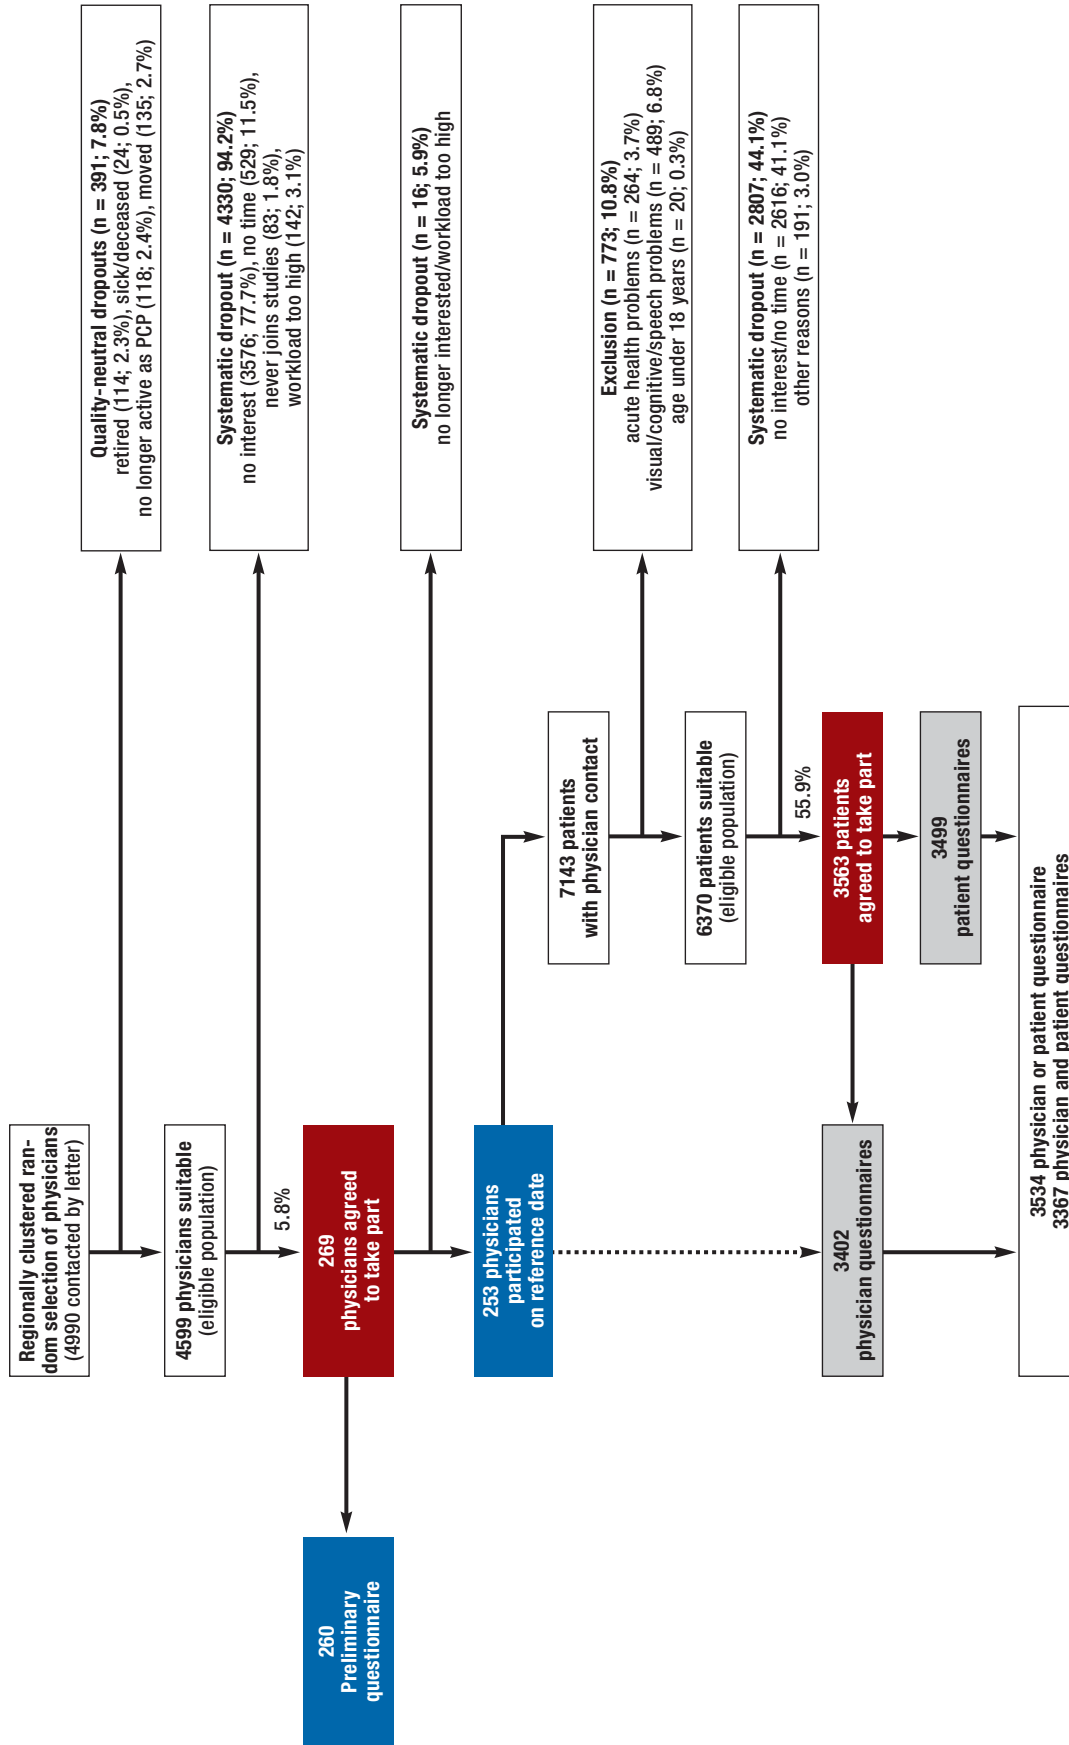 Regionally clustered ran-
dom selection of physicians
(4990 contacted by letter)
Quality-neutral dropouts (n = 391; 7.8%)
retired (114; 2.3%), sick/deceased (24; 0.5%),
no longer active as PCP (118; 2.4%), moved (135; 2.7%)
4599 physicians suitable
(eligible population)
Systematic dropout (n = 4330; 94.2%)
no interest (3576; 77.7%), no time (529; 11.5%),
never joins studies (83; 1.8%),
workload too high (142; 3.1%)
5.8%
269
physicians agreed
to take part
260
Preliminary
questionnaire
Systematic dropout (n = 16; 5.9%)
no longer interested/workload too high
253 physicians
participated
on reference date
7143 patients
with physician contact
Exclusion (n = 773; 10.8%)
acute health problems (n = 264; 3.7%)
visual/cognitive/speech problems (n = 489; 6.8%)
age under 18 years (n = 20; 0.3%)
6370 patients suitable
(eligible population)
Systematic dropout (n = 2807; 44.1%)
no interest/no time (n = 2616; 41.1%)
other reasons (n = 191; 3.0%)
55.9%
3563 patients
agreed to take part
3402
physician questionnaires
3499
patient questionnaires
3534 physician or patient questionnaire
3367 physician and patient questionnaires